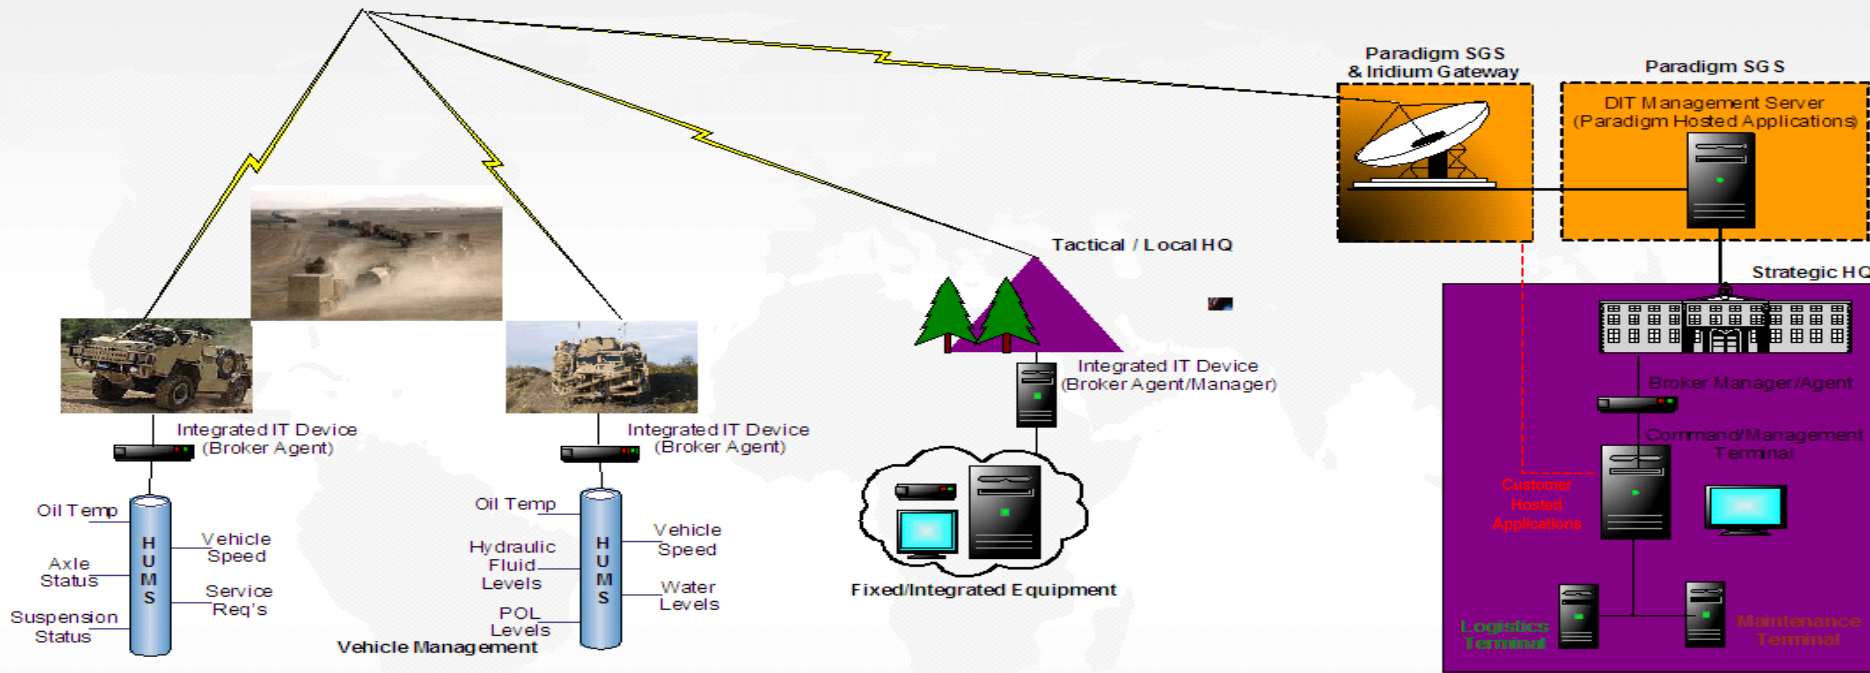 Paradigm SGS
& Iridium Gateway
Paradigm SGS
DIT Management Server
(Paradigm Hosted Applications)
Tactical / Local HQ
Strategic HQ
Integrated IT Device
(Broker Agent/Manager)
Broker Manager/Agent
Command/Management
Terminal
Customer
Hosted
Applications
Integrated IT Device
(Broker Agent)
Integrated IT Device
(Broker Agent)
Oil Temp
Axle
Status
Suspension
Status
HUMS
Vehicle
Speed
Service
Req's
Oil Temp
Hydraulic
Fluid
Levels
POL
Levels
HUMS
Vehicle
Speed
Water
Levels
Vehicle Management
Fixed/Integrated Equipment
Logistics
Terminal
Maintenance
Terminal